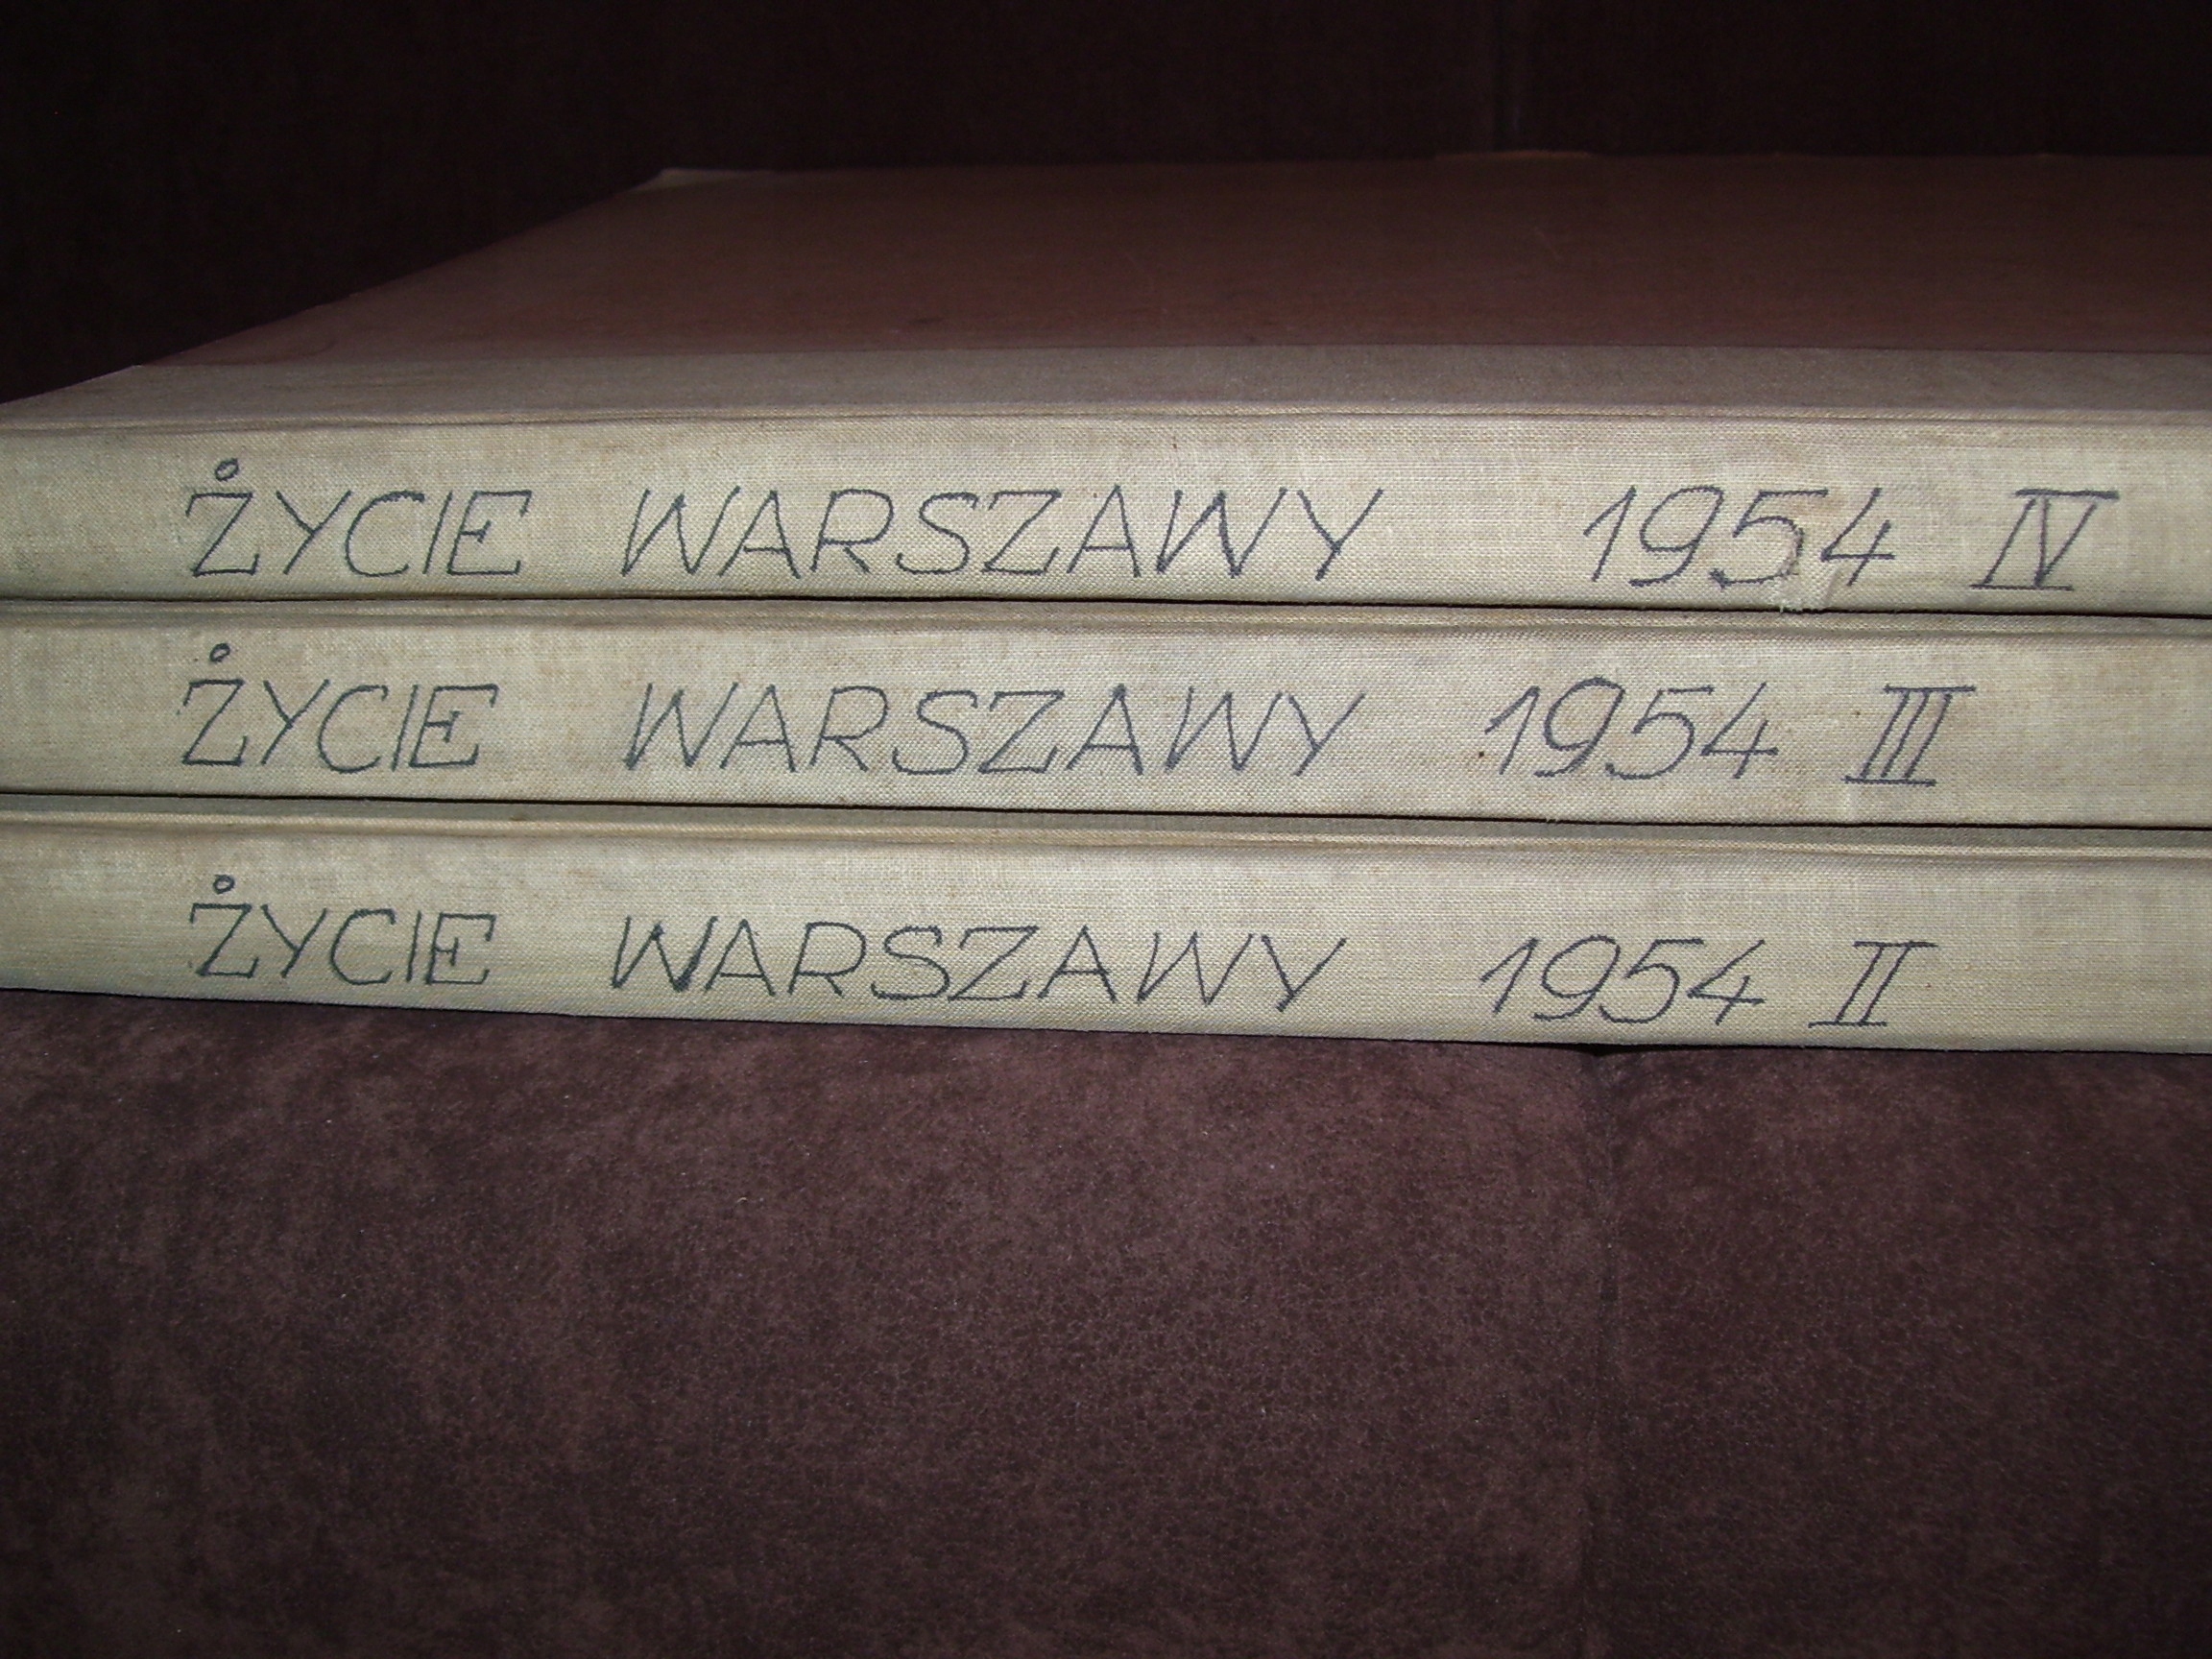 ŻYCIE WARSZAWY 1954 IV
ŻYCIE WARSZAWY 1954 III
ŻYCIE WARSZAWY 1954 II